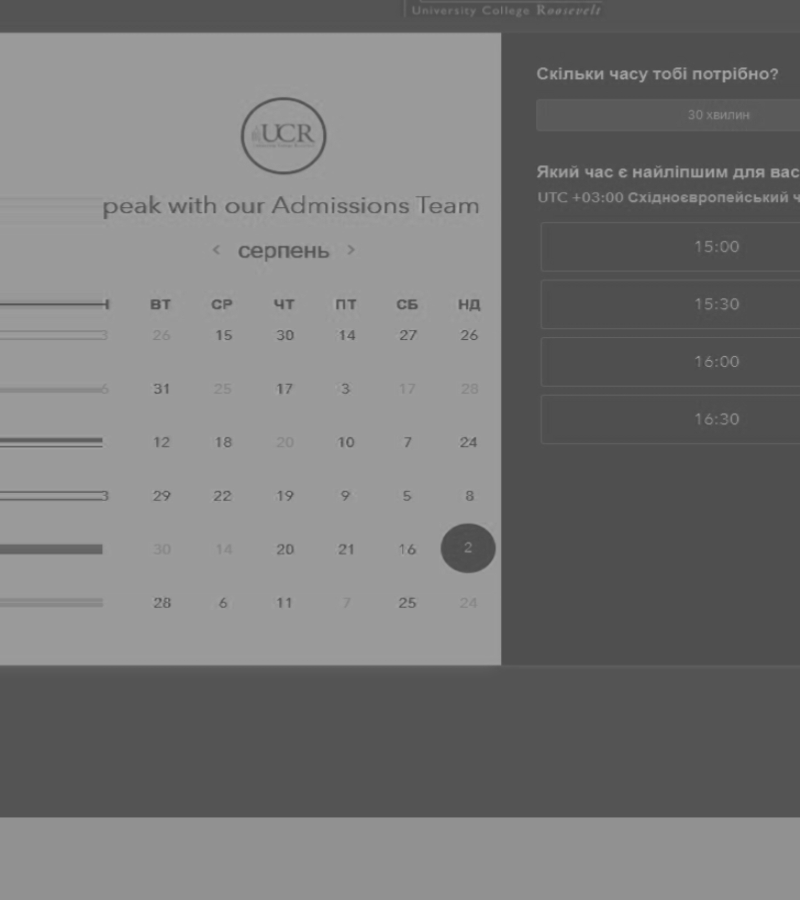 University College Roosevelt
UCR
peak with our Admissions Team
< серпень >
ВТ СР ЧТ ПТ СБ НД
3 26 15 30 14 27 26
6 31 25 17 3 17 28
12 18 20 10 7 24
3 29 22 19 9 5 8
30 14 20 21 16 2
28 6 11 7 25 24
Скільки часу тобі потрібно?
30 хвилин
Який час є найліпшим для вас
UTC +03:00 Східноєвропейський ч
15:00
15:30
16:00
16:30